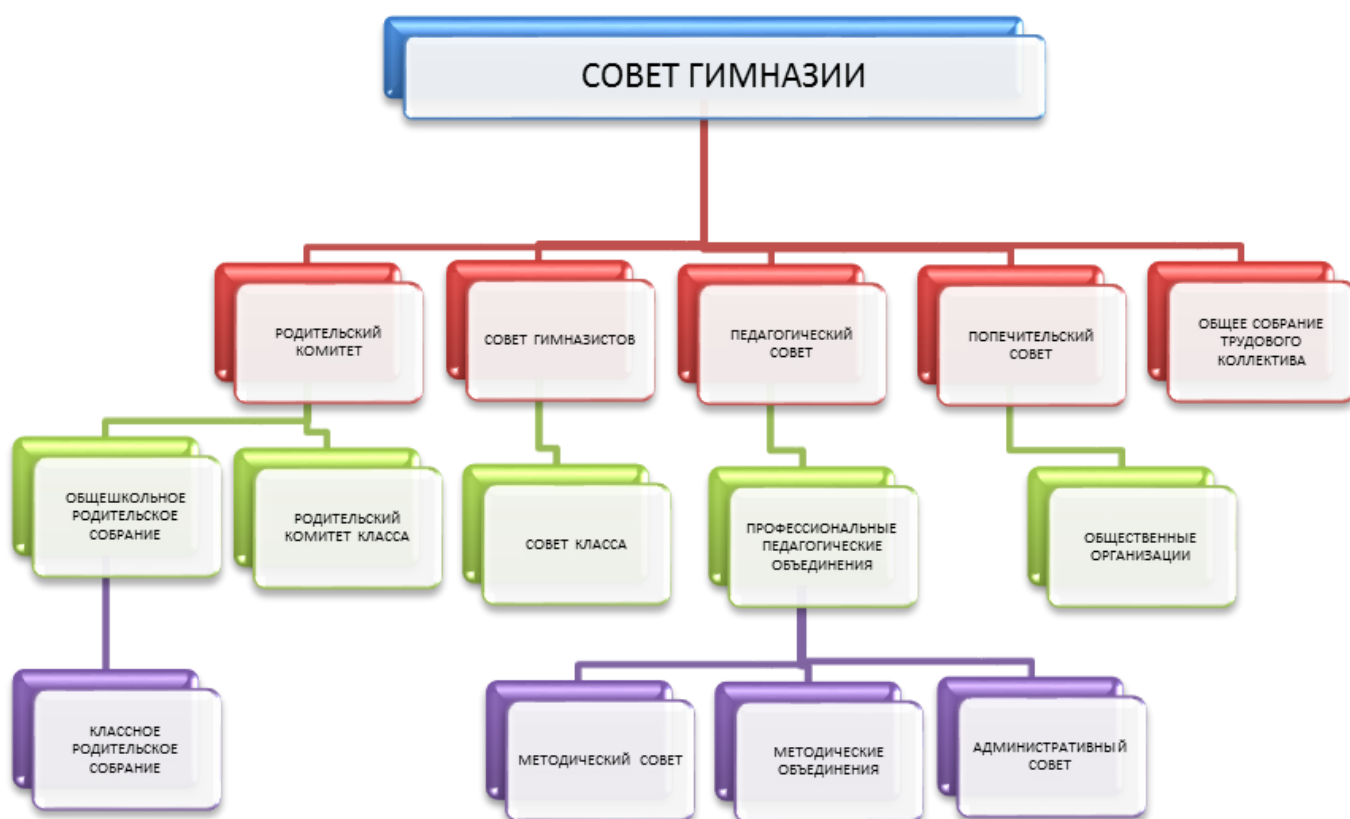 СОВЕТ ГИМНАЗИИ
РОДИТЕЛЬСКИЙ
КОМИТЕТ
СОВЕТ ГИМНАЗИСТОВ
ПЕДАГОГИЧЕСКИЙ
СОВЕТ
ПОПЕЧИТЕЛЬСКИЙ
СОВЕТ
ОБЩЕЕ СОБРАНИЕ
ТРУДОВОГО
КОЛЛЕКТИВА
ОБЩЕШКОЛЬНОЕ
РОДИТЕЛЬСКОЕ
СОБРАНИЕ
РОДИТЕЛЬСКИЙ
КОМИТЕТ КЛАССА
СОВЕТ КЛАССА
ПРОФЕССИОНАЛЬНЫЕ
ПЕДАГОГИЧЕСКИЕ
ОБЪЕДИНЕНИЯ
ОБЩЕСТВЕННЫЕ
ОРГАНИЗАЦИИ
КЛАССНОЕ
РОДИТЕЛЬСКОЕ
СОБРАНИЕ
МЕТОДИЧЕСКИЙ СОВЕТ
МЕТОДИЧЕСКИЕ
ОБЪЕДИНЕНИЯ
АДМИНИСТРАТИВНЫЙ
СОВЕТ